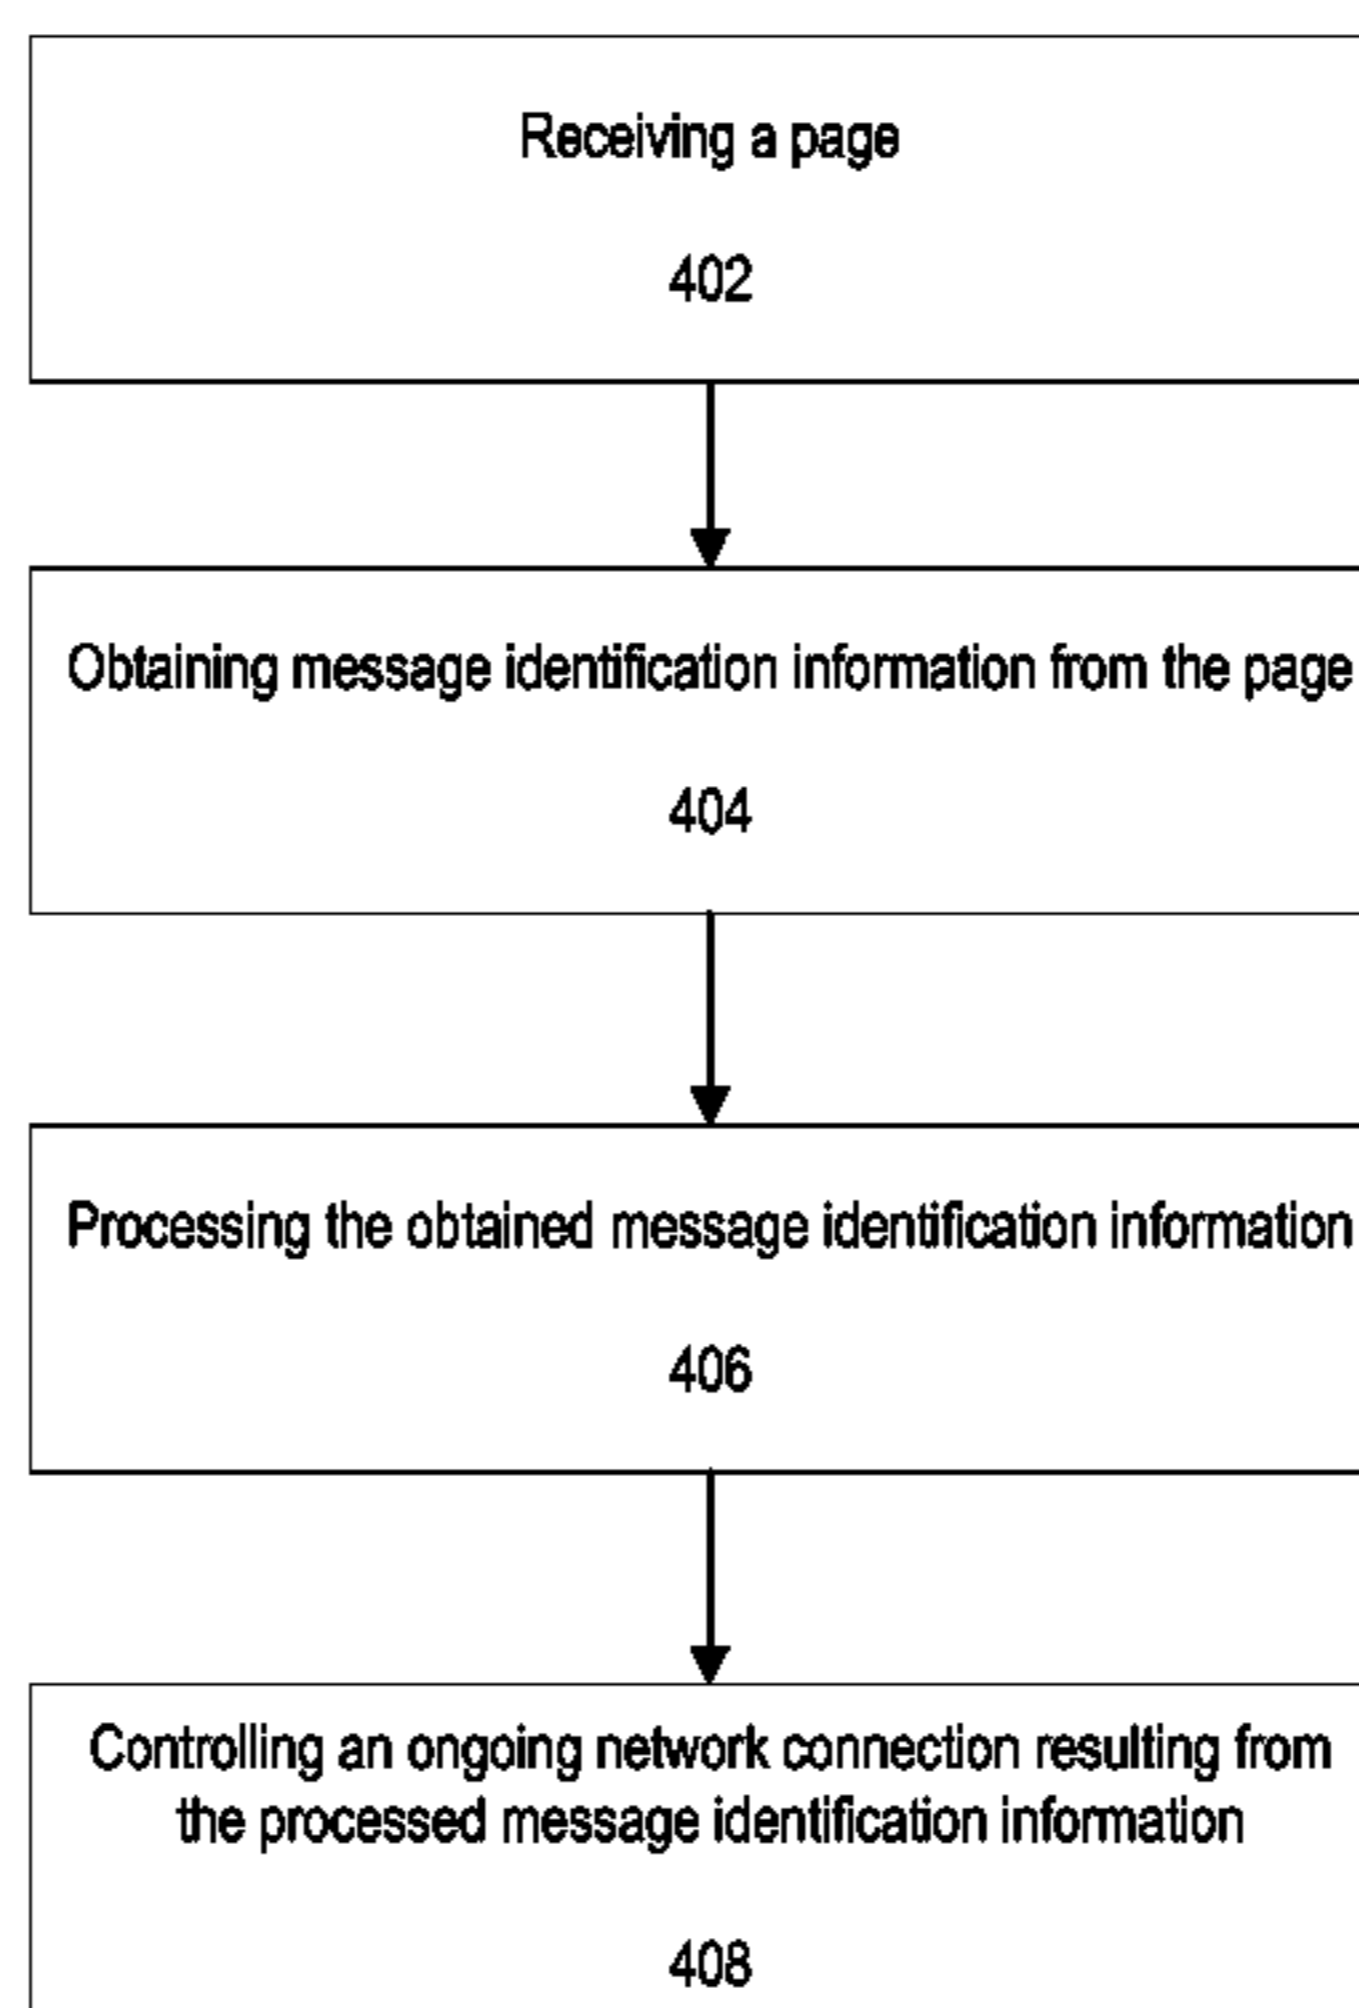 Receiving a page
402
Obtaining message identification information from the page
404
Processing the obtained message identification information
406
Controlling an ongoing network connection resulting from
the processed message identification information
408